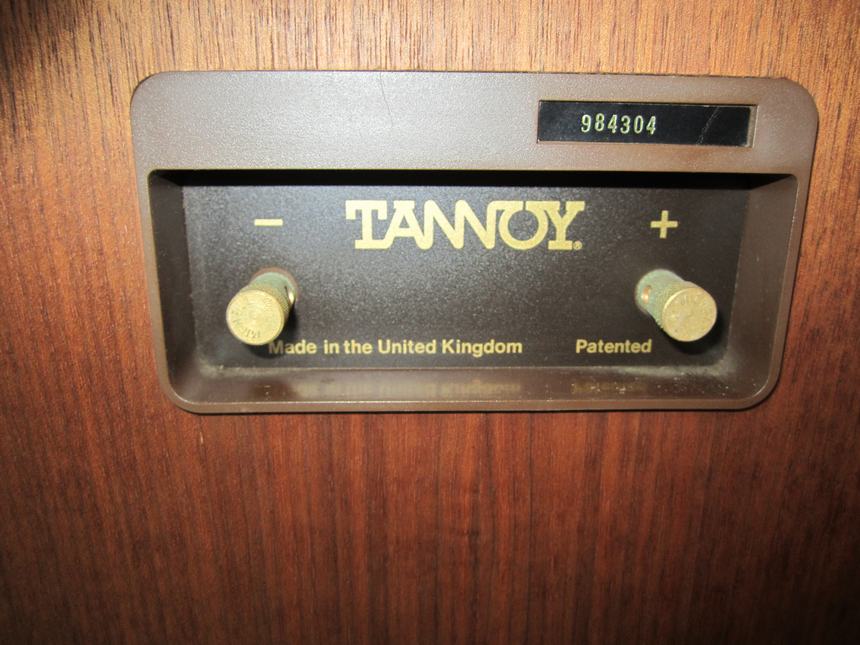 984304
− TANNOY® +
Made in the United Kingdom Patented